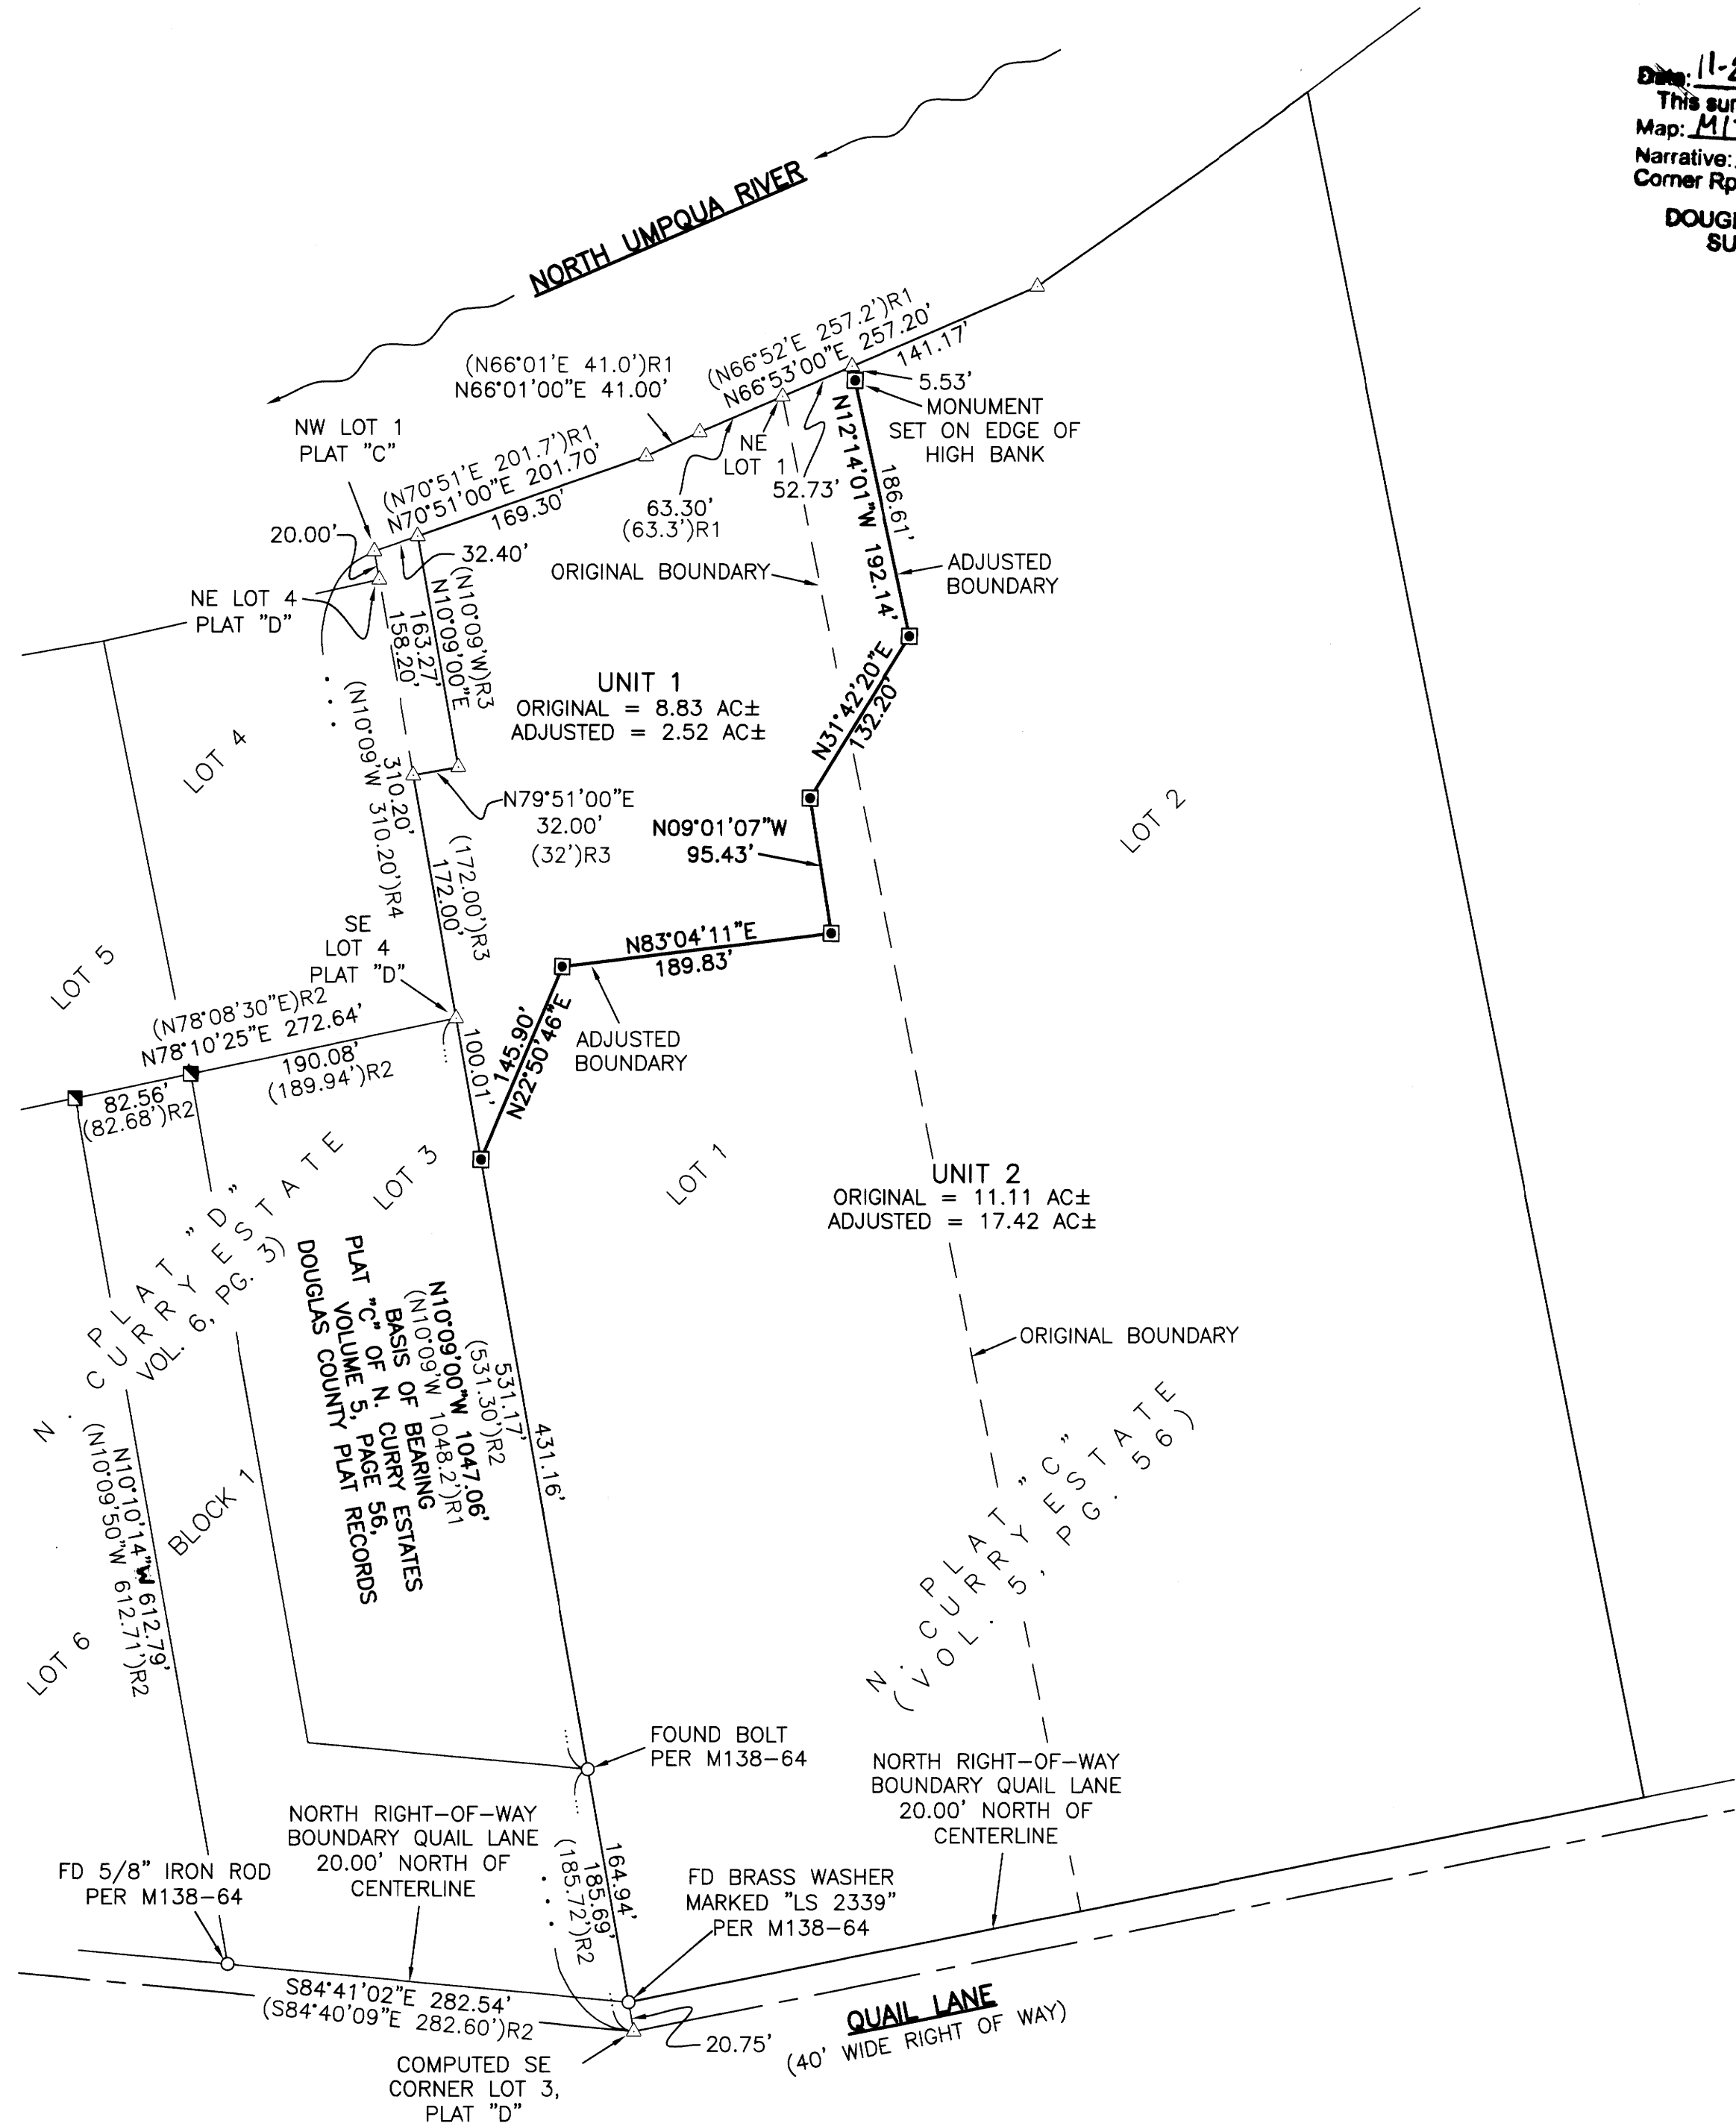 Date: 11-2
This sur
Map: M1
Narrative:
Corner Rp
DOUGL
SU
NORTH UMPQUA RIVER
(N66°52'E 257.2')R1
N66°53'00"E 257.20'
141.17'
(N66°01'E 41.0')R1
N66°01'00"E 41.00'
5.53'
MONUMENT
SET ON EDGE OF
HIGH BANK
NW LOT 1
PLAT "C"
(N70°51'E 201.7')R1
N70°51'00"E 201.70'
169.30'
NE
LOT 1
52.73'
63.30'
(63.3')R1
N12°14'01"W 192.14'
186.61'
20.00'
32.40'
ORIGINAL BOUNDARY
ADJUSTED
BOUNDARY
NE LOT 4
PLAT "D"
(N10°09'W)R3
N10°09'00"E
163.27'
158.20'
UNIT 1
ORIGINAL = 8.83 AC±
ADJUSTED = 2.52 AC±
N31°42'20"E
132.20'
LOT 4
310.20'
(N10°09'W 310.20')R4
N79°51'00"E
32.00'
(32')R3
N09°01'07"W
95.43'
LOT 2
(172.00')R3
172.00'
SE
LOT 4
PLAT "D"
N83°04'11"E
189.83'
LOT 5
(N78°08'30"E)R2
N78°10'25"E 272.64'
190.08'
(189.94')R2
82.56'
(82.68')R2
100.01'
145.90'
N22°50'46"E
ADJUSTED
BOUNDARY
LOT 3
LOT 1
UNIT 2
ORIGINAL = 11.11 AC±
ADJUSTED = 17.42 AC±
PLAT "D"
N. CURRY ESTATE
VOL. 6, PG. 3)
431.16'
531.17'
(531.30')R2
N10°09'00"W 1047.06'
(N10°09'W 1048.2')R1
BASIS OF BEARING
PLAT "C" OF N. CURRY ESTATES
VOLUME 5, PAGE 56,
DOUGLAS COUNTY PLAT RECORDS
ORIGINAL BOUNDARY
PLAT "C"
N. CURRY ESTATE
(VOL. 5, PG. 56)
N10°10'14"W 612.79'
(N10°09'50"W 612.71')R2
BLOCK 1
LOT 6
FOUND BOLT
PER M138-64
NORTH RIGHT-OF-WAY
BOUNDARY QUAIL LANE
20.00' NORTH OF
CENTERLINE
NORTH RIGHT-OF-WAY
BOUNDARY QUAIL LANE
20.00' NORTH OF
CENTERLINE
164.94'
185.69'
(185.72')R2
FD 5/8" IRON ROD
PER M138-64
FD BRASS WASHER
MARKED "LS 2339"
PER M138-64
S84°41'02"E 282.54'
(S84°40'09"E 282.60')R2
20.75'
QUAIL LANE
(40' WIDE RIGHT OF WAY)
COMPUTED SE
CORNER LOT 3,
PLAT "D"